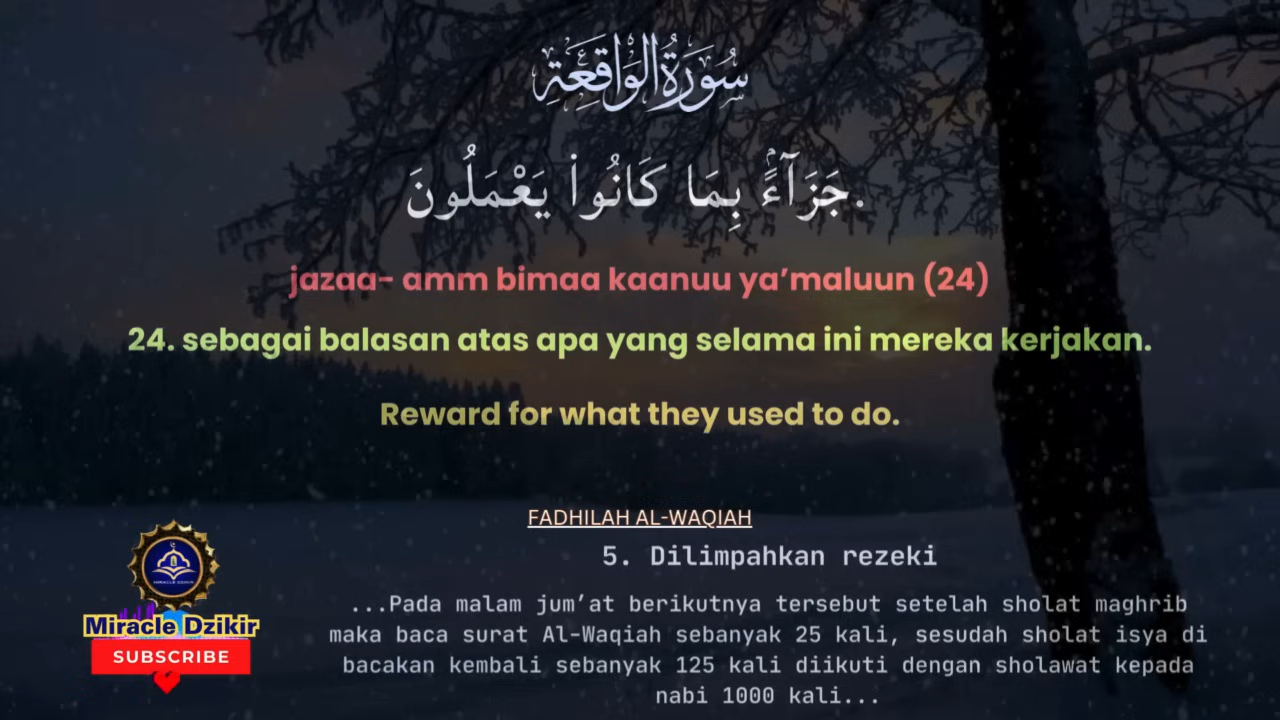 سُورَةُ الْوَاقِعَةِ
جَزَآءًۢ بِمَا كَانُوا۟ يَعْمَلُونَ.
jazaa- amm bimaa kaanuu ya’maluun (24)
24. sebagai balasan atas apa yang selama ini mereka kerjakan.
Reward for what they used to do.
FADHILAH AL-WAQIAH
5. Dilimpahkan rezeki
...Pada malam jum’at berikutnya tersebut setelah sholat maghrib
maka baca surat Al-Waqiah sebanyak 25 kali, sesudah sholat isya di
bacakan kembali sebanyak 125 kali diikuti dengan sholawat kepada
nabi 1000 kali...
MIRACLE DZIKIR
Miracle Dzikir
SUBSCRIBE